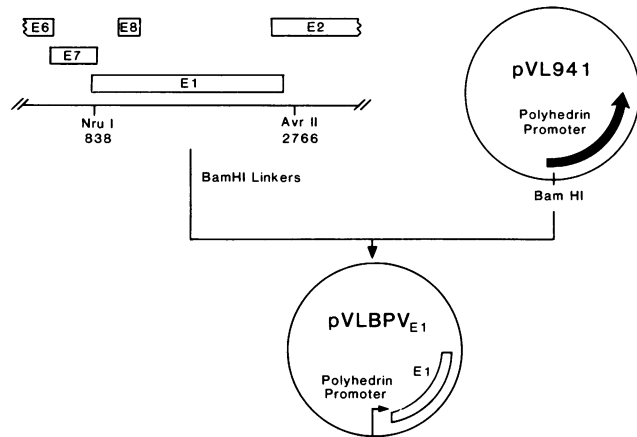 E6
E8
E2
E7
E1
Nru I
838
Avr II
2766
BamHI Linkers
pVL941
Polyhedrin
Promoter
Bam HI
pVLBPV_E1
E1
Polyhedrin
Promoter